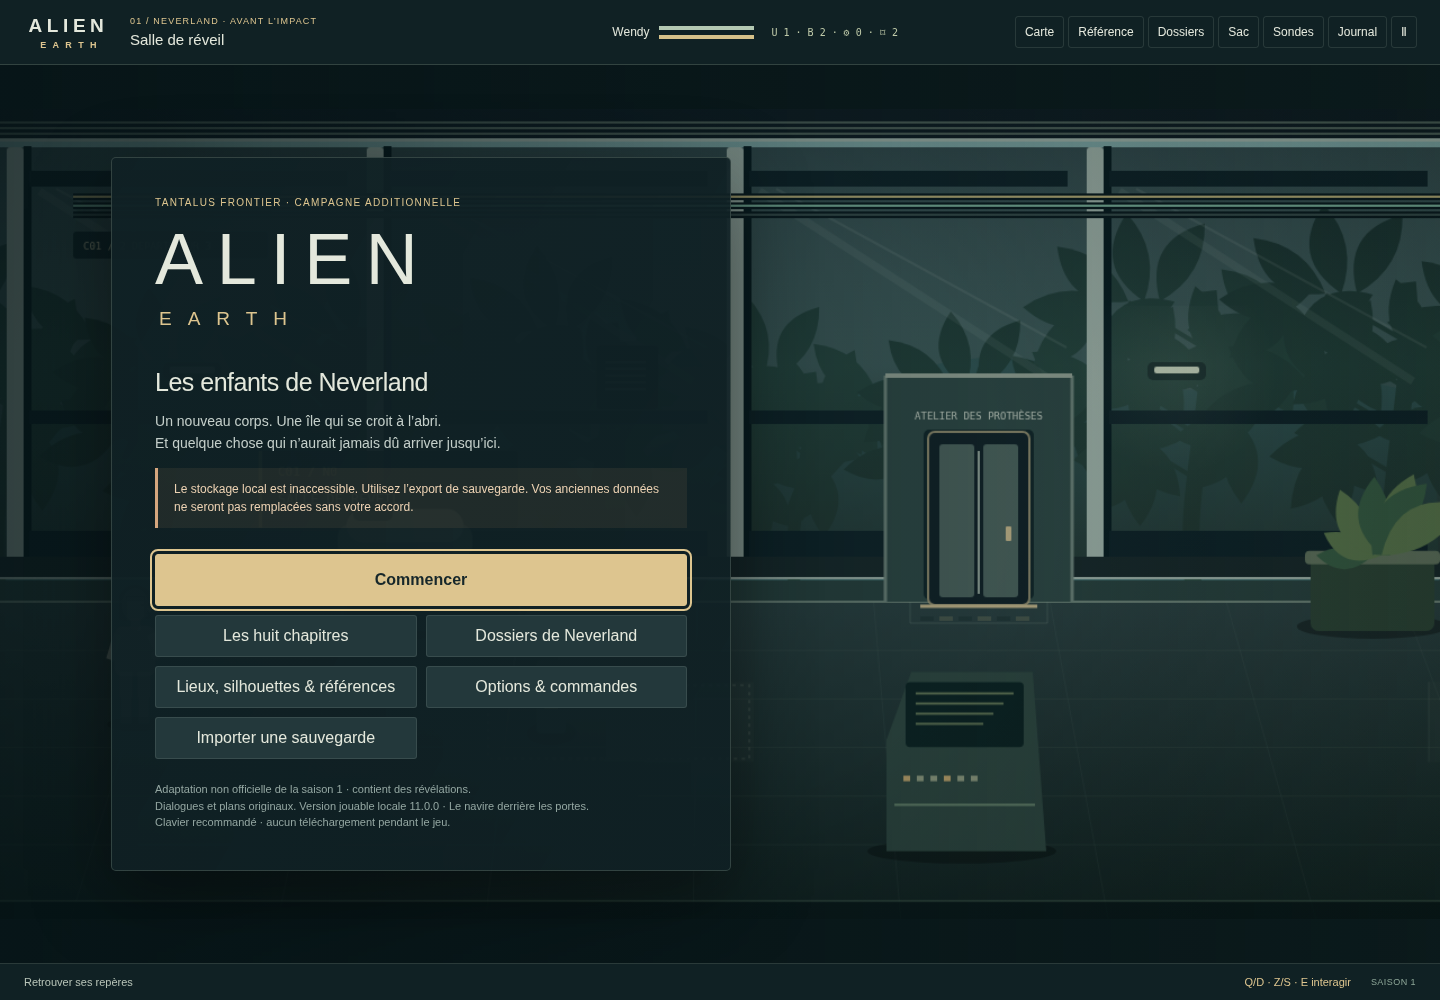 ALIEN
EARTH
01 / NEVERLAND · AVANT L'IMPACT
Salle de réveil
Wendy
U 1 · B 2 · ⚙ 0 · ⌑ 2
Carte
Référence
Dossiers
Sac
Sondes
Journal
Ⅱ
C01 /
TANTALUS FRONTIER · CAMPAGNE ADDITIONNELLE
ALIEN
EARTH
Les enfants de Neverland
Un nouveau corps. Une île qui se croit à l’abri.
Et quelque chose qui n’aurait jamais dû arriver jusqu’ici.
Le stockage local est inaccessible. Utilisez l’export de sauvegarde. Vos anciennes données
ne seront pas remplacées sans votre accord.
Commencer
Les huit chapitres
Dossiers de Neverland
Lieux, silhouettes & références
Options & commandes
Importer une sauvegarde
Adaptation non officielle de la saison 1 · contient des révélations.
Dialogues et plans originaux. Version jouable locale 11.0.0 · Le navire derrière les portes.
Clavier recommandé · aucun téléchargement pendant le jeu.
ATELIER DES PROTHÈSES
Retrouver ses repères
Q/D · Z/S · E interagir
SAISON 1